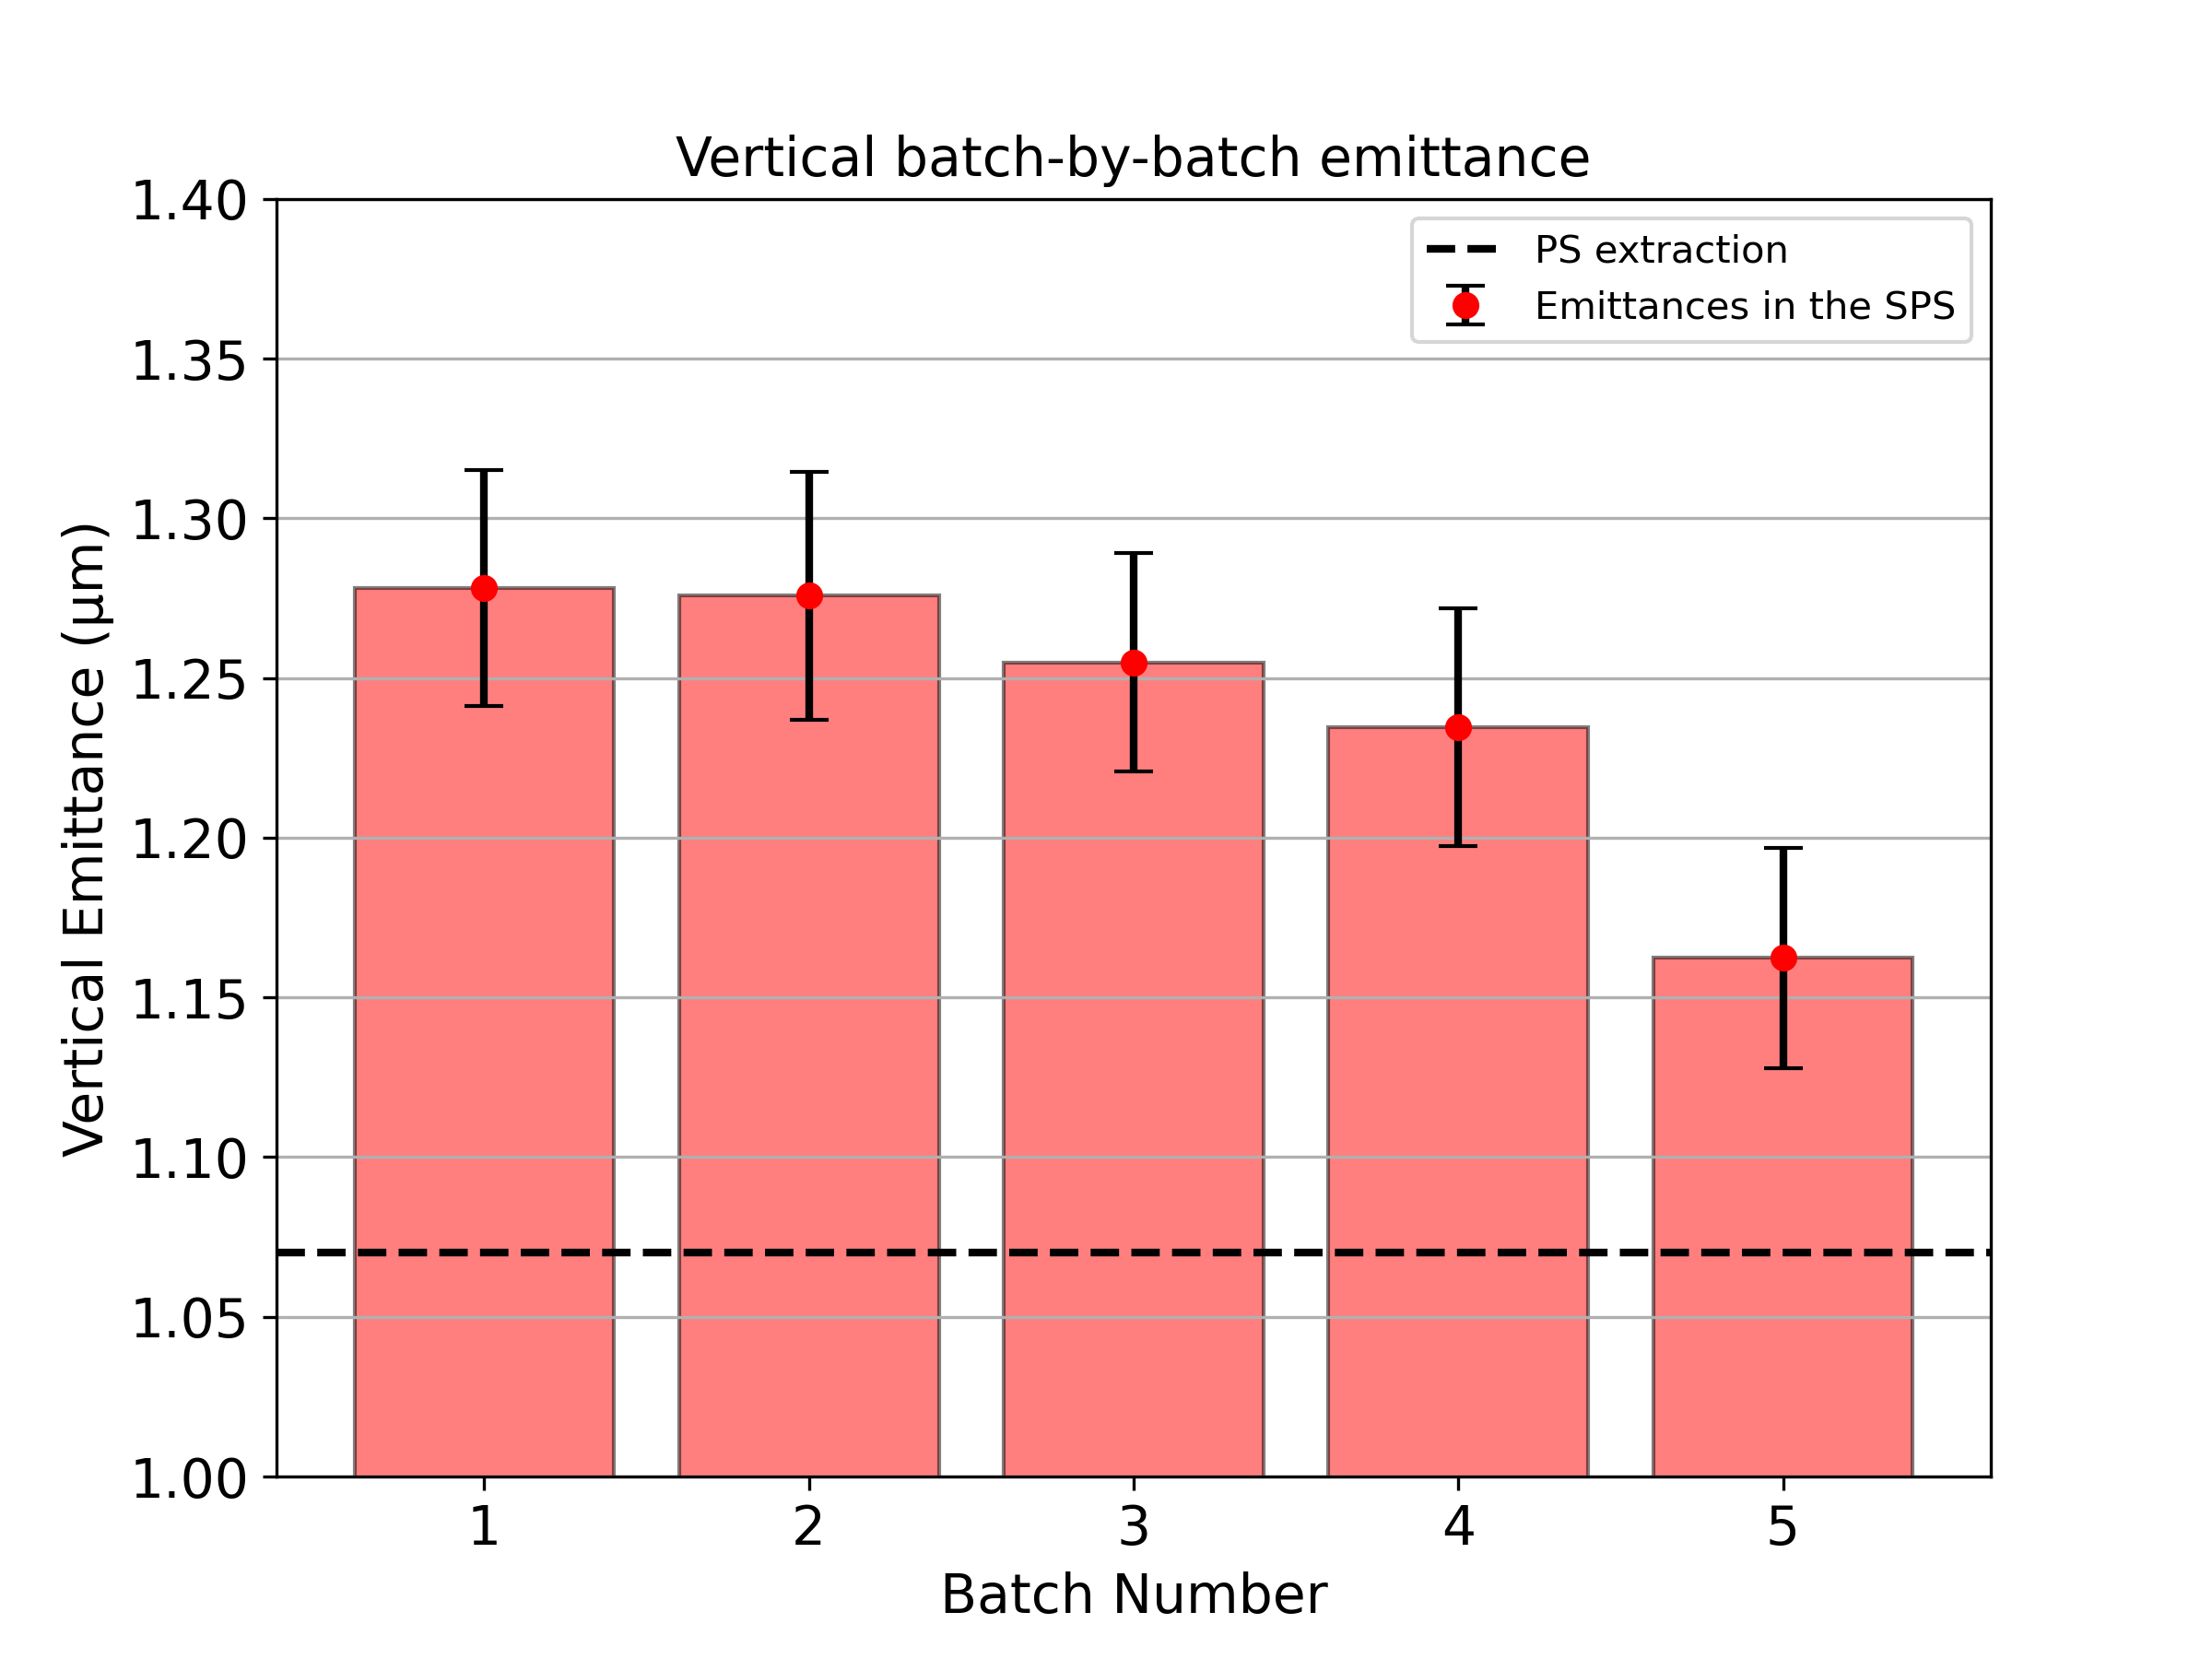 Vertical batch-by-batch emittance
PS extraction
Emittances in the SPS
Vertical Emittance (µm)
1.40
1.35
1.30
1.25
1.20
1.15
1.10
1.05
1.00
1 2 3 4 5
Batch Number